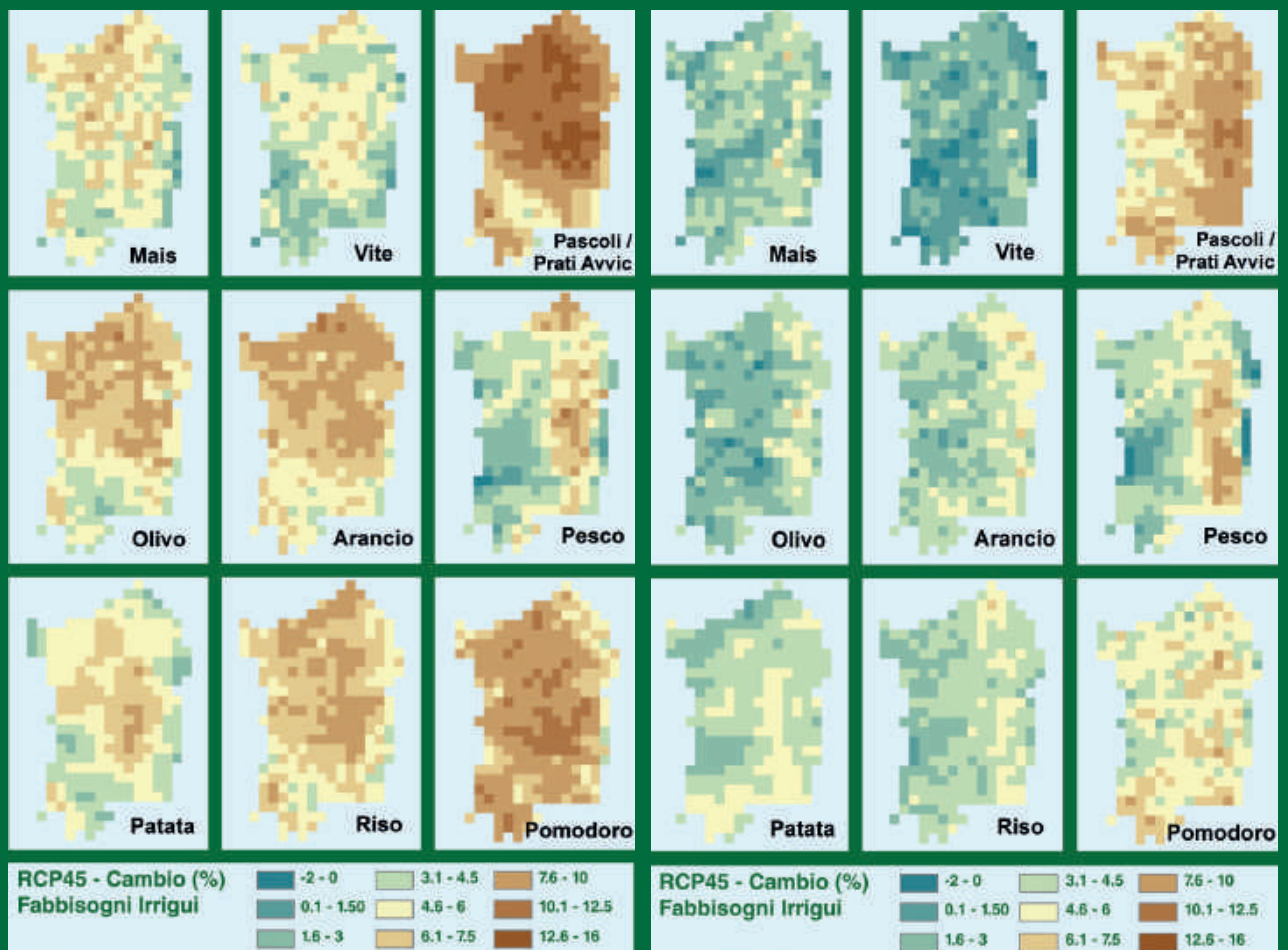 Mais
Vite
Pascoli /
Prati Avvic
Olivo
Arancio
Pesco
Patata
Riso
Pomodoro
RCP45 - Cambio (%)
Fabbisogni Irrigui
-2 - 0
0.1 - 1.50
1.6 - 3
3.1 - 4.5
4.6 - 6
6.1 - 7.5
7.6 - 10
10.1 - 12.5
12.6 - 16
Mais
Vite
Pascoli /
Prati Avvic
Olivo
Arancio
Pesco
Patata
Riso
Pomodoro
RCP45 - Cambio (%)
Fabbisogni Irrigui
-2 - 0
0.1 - 1.50
1.6 - 3
3.1 - 4.5
4.6 - 6
6.1 - 7.5
7.6 - 10
10.1 - 12.5
12.6 - 16